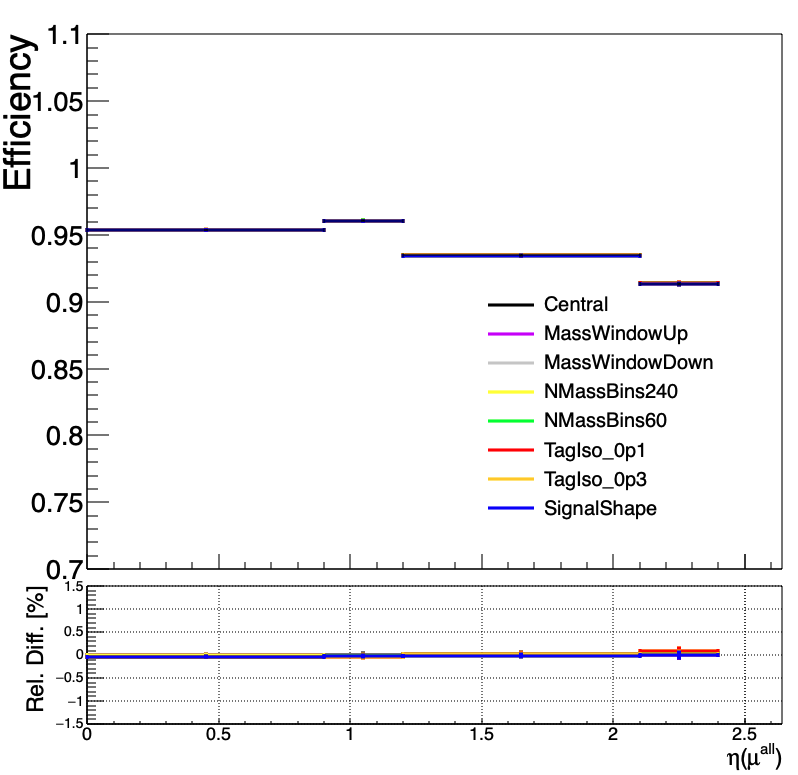 Efficiency
1.1
1.05
1
0.95
0.9
0.85
0.8
0.75
0.7
Central
MassWindowUp
MassWindowDown
NMassBins240
NMassBins60
TagIso_0p1
TagIso_0p3
SignalShape
Rel. Diff. [%]
1.5
1
0.5
0
−0.5
−1
−1.5
0 0.5 1 1.5 2 2.5
η(μ^all)